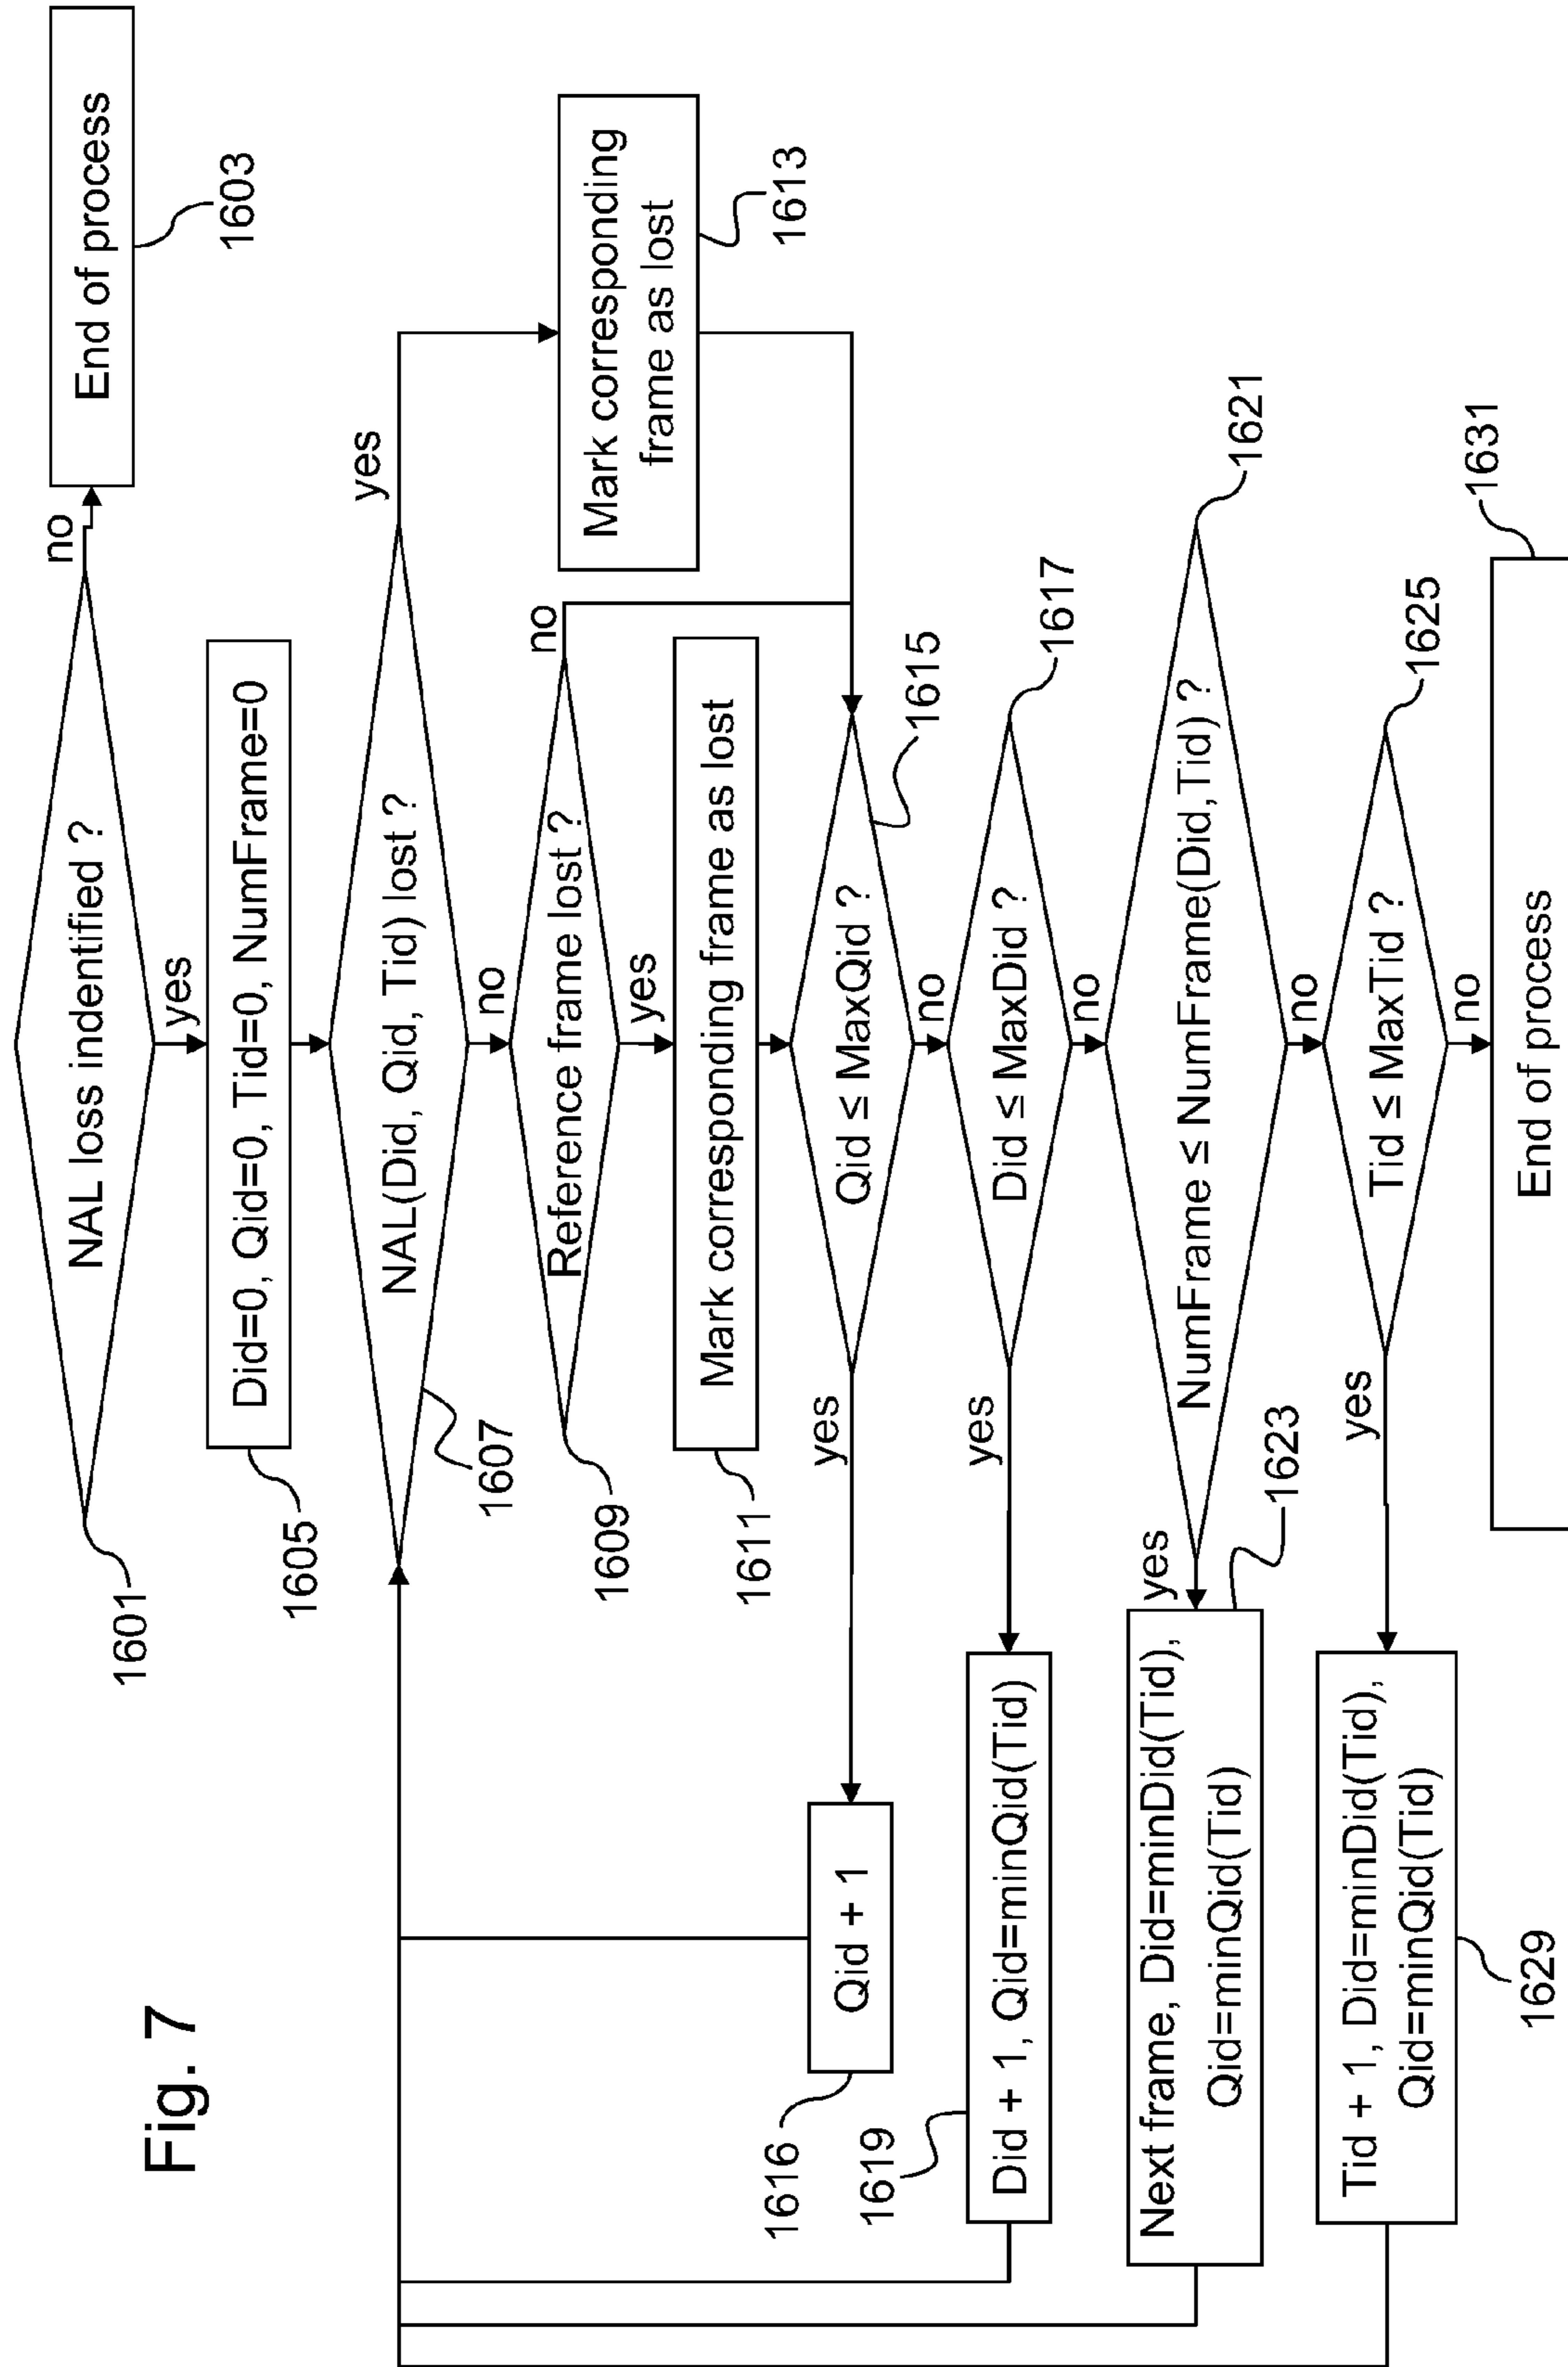 Fig. 7
NAL loss indentified ?
no
End of process
1603
1601
yes
Did=0, Qid=0, Tid=0, NumFrame=0
1605
NAL(Did, Qid, Tid) lost ?
yes
1607
no
Mark corresponding
frame as lost
1613
Reference frame lost ?
no
1609
yes
Mark corresponding frame as lost
1611
Qid ≤ MaxQid ?
1615
yes
Qid + 1
1616
no
Did ≤ MaxDid ?
1617
yes
Did + 1, Qid=minQid(Tid)
1619
no
NumFrame ≤ NumFrame(Did,Tid) ?
1621
yes
Next frame, Did=minDid(Tid),
Qid=minQid(Tid)
1623
no
Tid ≤ MaxTid ?
1625
yes
Tid + 1, Did=minDid(Tid),
Qid=minQid(Tid)
1629
no
End of process
1631